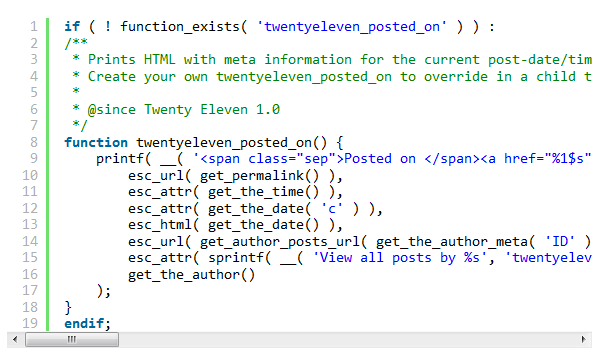 1 if ( ! function_exists( 'twentyeleven_posted_on' ) ) :
2 /**
3  * Prints HTML with meta information for the current post-date/tim
4  * Create your own twentyeleven_posted_on to override in a child t
5  *
6  * @since Twenty Eleven 1.0
7  */
8 function twentyeleven_posted_on() {
9     printf( __( '<span class="sep">Posted on </span><a href="%1$s"
10         esc_url( get_permalink() ),
11         esc_attr( get_the_time() ),
12         esc_attr( get_the_date( 'c' ) ),
13         esc_html( get_the_date() ),
14         esc_url( get_author_posts_url( get_the_author_meta( 'ID' )
15         esc_attr( sprintf( __( 'View all posts by %s', 'twentyelev
16         get_the_author()
17     );
18 }
19 endif;